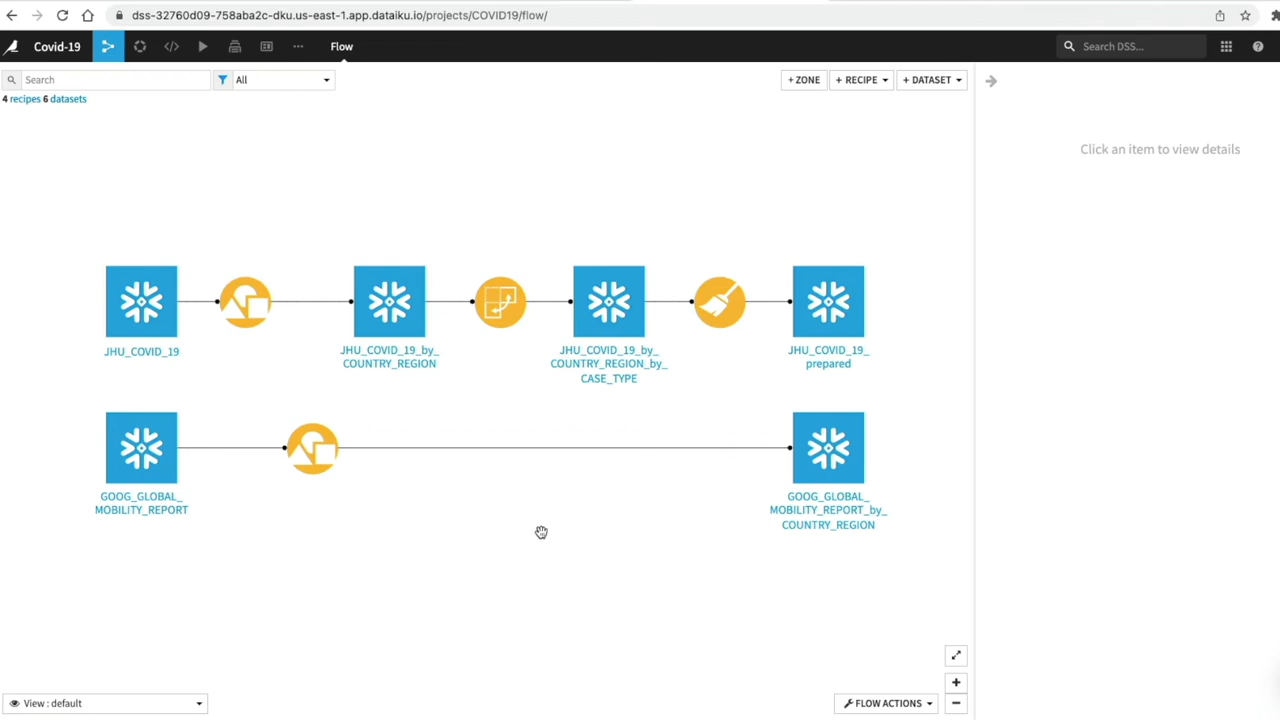 dss-32760d09-758aba2c-dku.us-east-1.app.dataiku.io/projects/COVID19/flow/
Covid-19
Flow
Search DSS...
Search
All
+ ZONE
+ RECIPE
+ DATASET
4 recipes 6 datasets
Click an item to view details
JHU_COVID_19
JHU_COVID_19_by_
COUNTRY_REGION
JHU_COVID_19_by_
COUNTRY_REGION_by_
CASE_TYPE
JHU_COVID_19_
prepared
GOOG_GLOBAL_
MOBILITY_REPORT
GOOG_GLOBAL_
MOBILITY_REPORT_by_
COUNTRY_REGION
View : default
FLOW ACTIONS